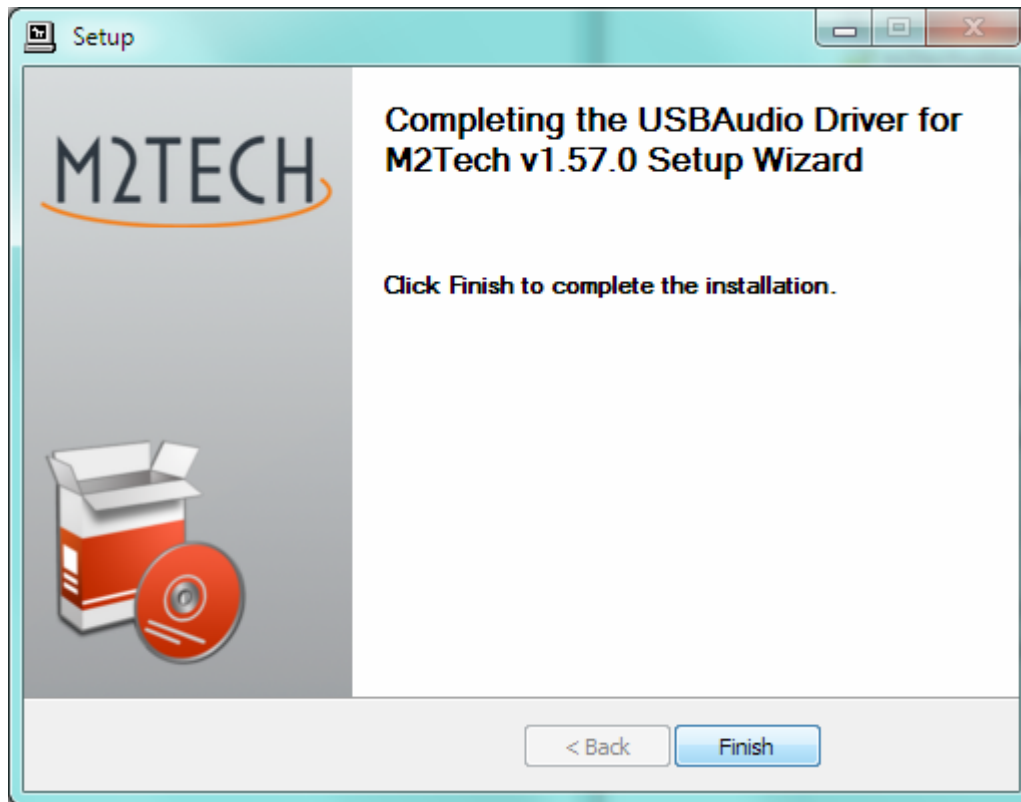 Setup
M2TECH
Completing the USBAudio Driver for
M2Tech v1.57.0 Setup Wizard
Click Finish to complete the installation.
< Back
Finish